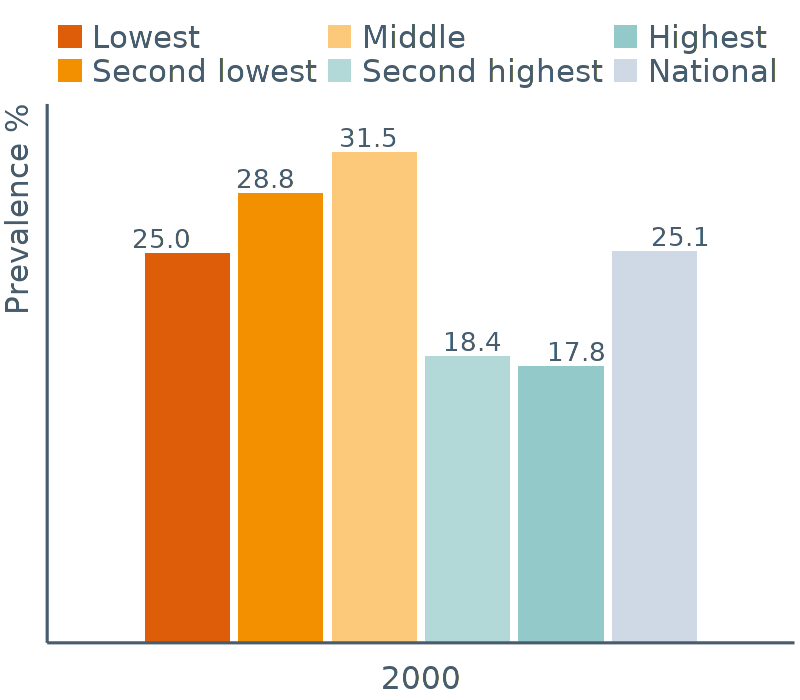 Lowest Middle Highest
Second lowest Second highest National
Prevalence %
31.5
28.8
25.0
25.1
18.4
17.8
2000